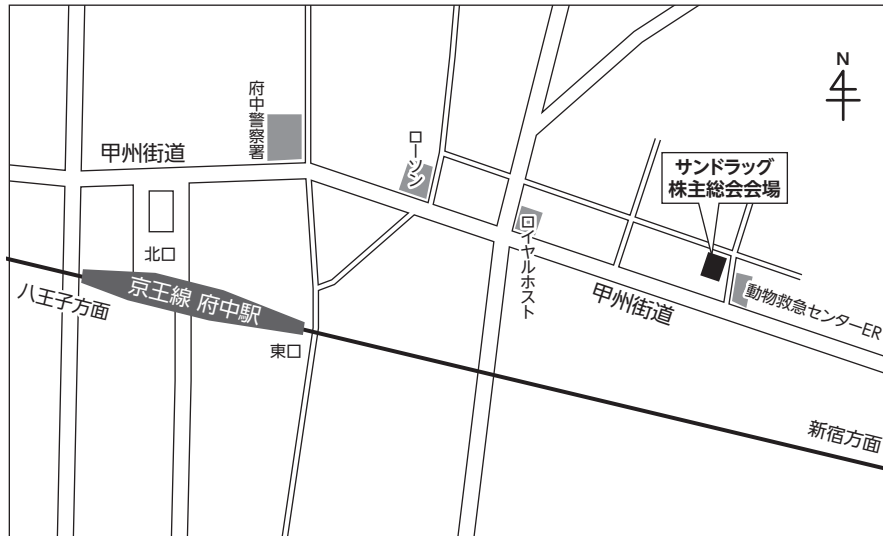 N
府中警察署
甲州街道
ローソン
サンドラッグ
株主総会会場
北口
ロイヤルホスト
八王子方面
京王線 府中駅
甲州街道
動物救急センターER
東口
新宿方面